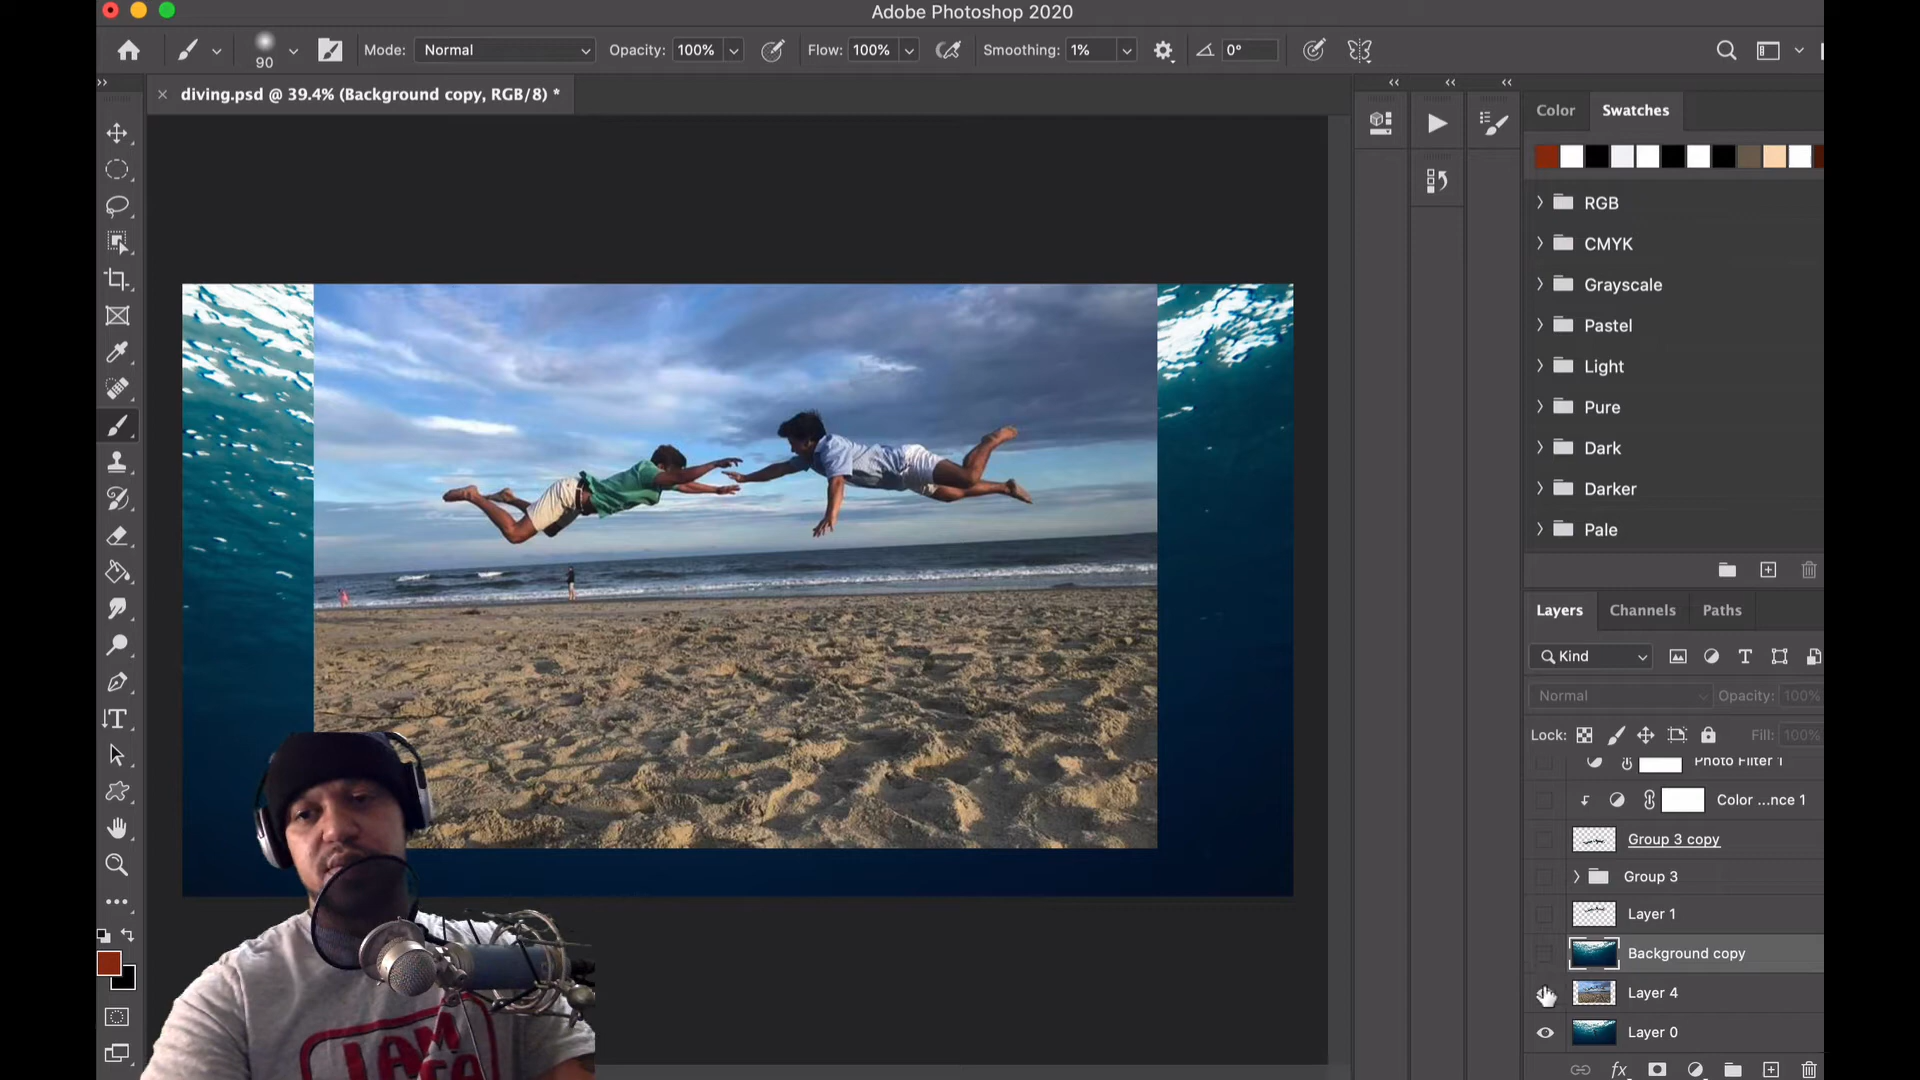 Adobe Photoshop 2020
90
Mode: Normal
Opacity: 100%
Flow: 100%
Smoothing: 1%
0°
diving.psd @ 39.4% (Background copy, RGB/8) *
Color
Swatches
RGB
CMYK
Grayscale
Pastel
Light
Pure
Dark
Darker
Pale
Layers
Channels
Paths
Kind
Normal
Opacity: 100%
Lock:
Fill: 100%
Photo Filter 1
Color ...nce 1
Group 3 copy
Group 3
Layer 1
Background copy
Layer 4
Layer 0
fx
I AM